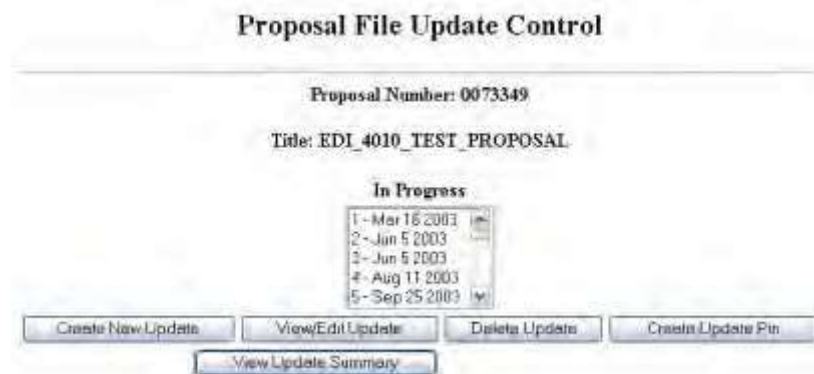 Proposal File Update Control
Proposal Number: 0073349
Title: EDI_4010_TEST_PROPOSAL
In Progress
1 - Mar 16 2003
2 - Jun 5 2003
3 - Jun 5 2003
4 - Aug 11 2003
5 - Sep 25 2003
Create New Update View/Edit Update Delete Update Create Update Pin
View Update Summary